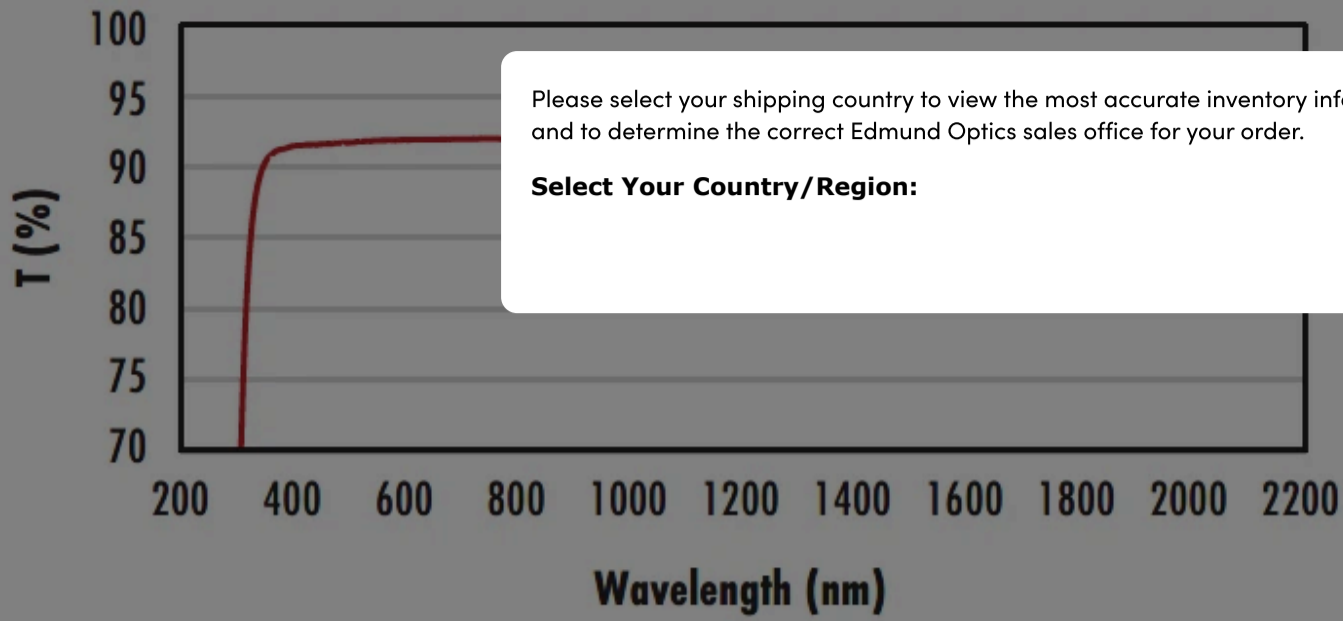 100
95
90
85
80
75
70
T (%)
Please select your shipping country to view the most accurate inventory
and to determine the correct Edmund Optics sales office for your order.
Select Your Country/Region:
200 400 600 800 1000 1200 1400 1600 1800 2000 2200
Wavelength (nm)